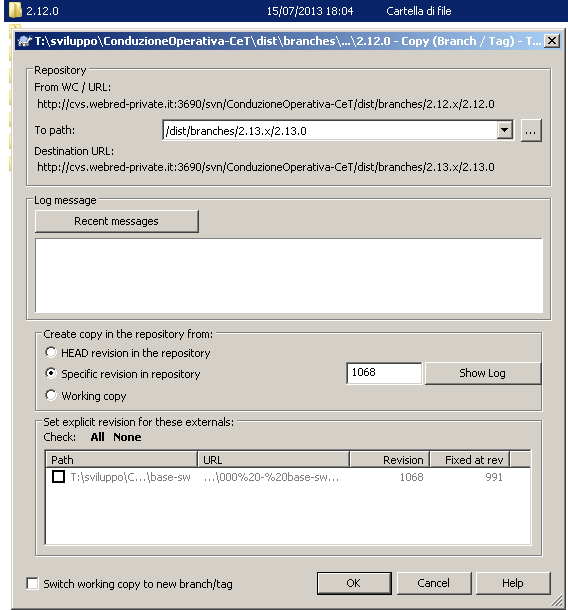 2.12.0 15/07/2013 18:04 Cartella di file
T:\sviluppo\ConduzioneOperativa-CeT\dist\branches\...\2.12.0 - Copy (Branch / Tag) - T...
Repository
From WC / URL:
http://cvs.webred-private.it:3690/svn/ConduzioneOperativa-CeT/dist/branches/2.12.x/2.12.0
To path: /dist/branches/2.13.x/2.13.0 ...
Destination URL:
http://cvs.webred-private.it:3690/svn/ConduzioneOperativa-CeT/dist/branches/2.13.x/2.13.0
Log message
Recent messages
Create copy in the repository from:
HEAD revision in the repository
Specific revision in repository 1068 Show Log
Working copy
Set explicit revision for these externals:
Check: All None
Path URL Revision Fixed at rev
T:\sviluppo\C...\base-sw ...\000%20-%20base-sw... 1068 991
Switch working copy to new branch/tag OK Cancel Help